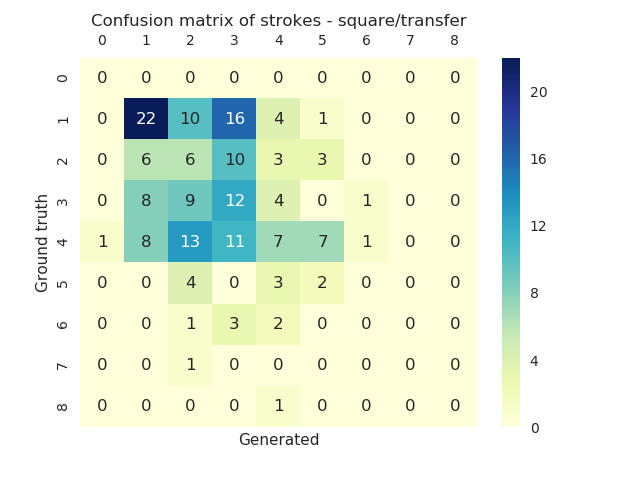 Confusion matrix of strokes - square/transfer
0 1 2 3 4 5 6 7 8
0 0 0 0 0 0 0 0 0 0
1 0 22 10 16 4 1 0 0 0
2 0 6 6 10 3 3 0 0 0
3 0 8 9 12 4 0 1 0 0
4 1 8 13 11 7 7 1 0 0
5 0 0 4 0 3 2 0 0 0
6 0 0 1 3 2 0 0 0 0
7 0 0 1 0 0 0 0 0 0
8 0 0 0 0 1 0 0 0 0
Ground truth
Generated
20
16
12
8
4
0